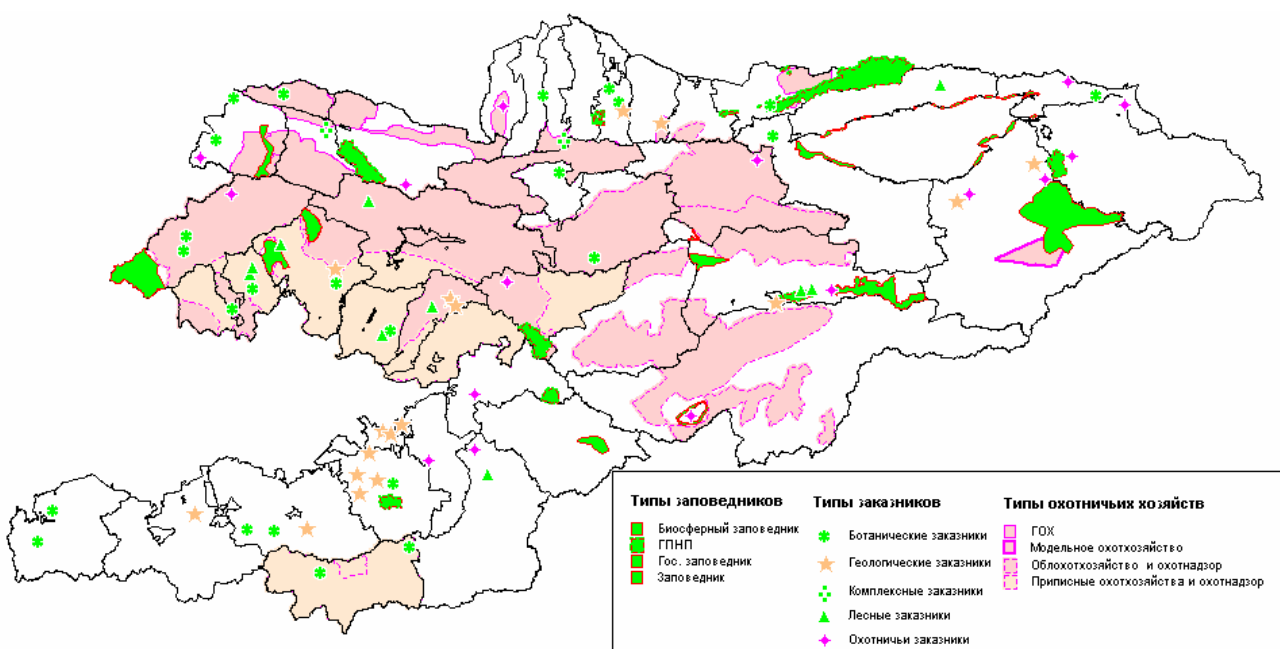 Типы заповедников
Биосферный заповедник
ГПНП
Гос. заповедник
Заповедник
Типы заказников
Ботанические заказники
Геологические заказники
Комплексные заказники
Лесные заказники
Охотничьи заказники
Типы охотничьих хозяйств
ГОХ
Модельное охотхозяйство
Облохотхозяйство и охотнадзор
Приписные охотхозяйства и охотнадзор